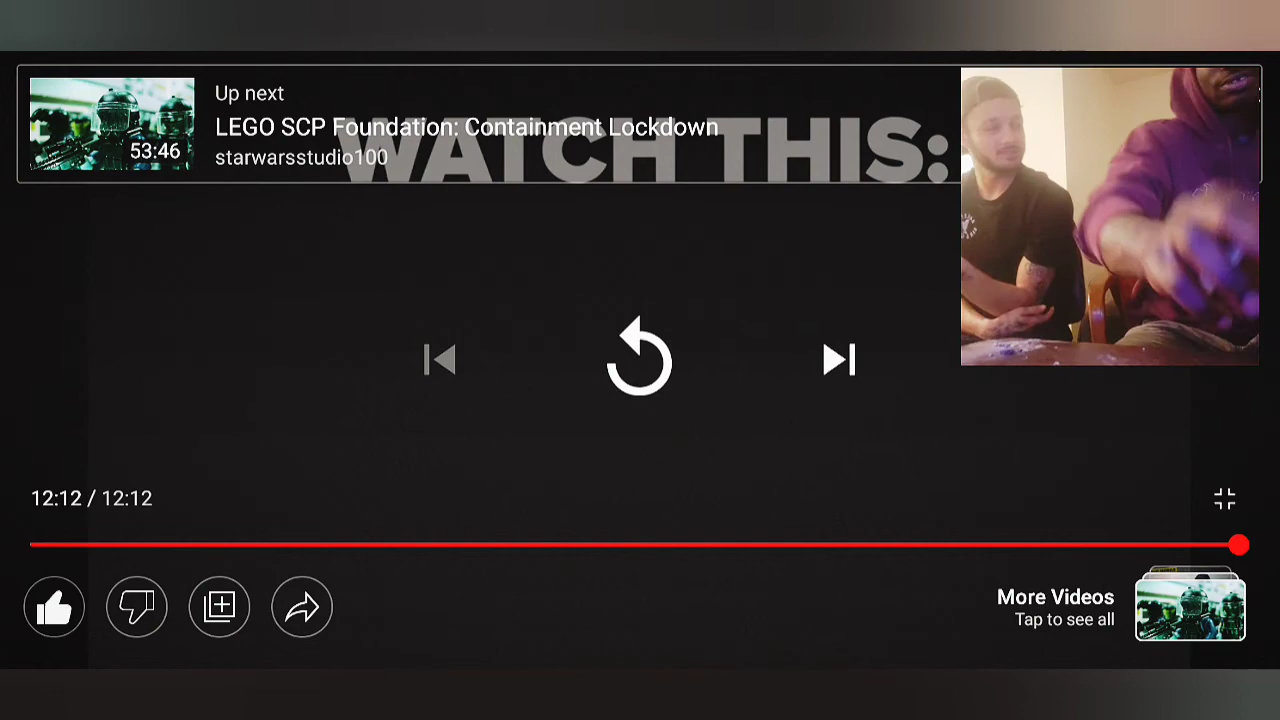 Up next
LEGO SCP Foundation: Containment Lockdown
WATCH THIS:
starwarsstudio100
53:46
12:12 / 12:12
More Videos
Tap to see all